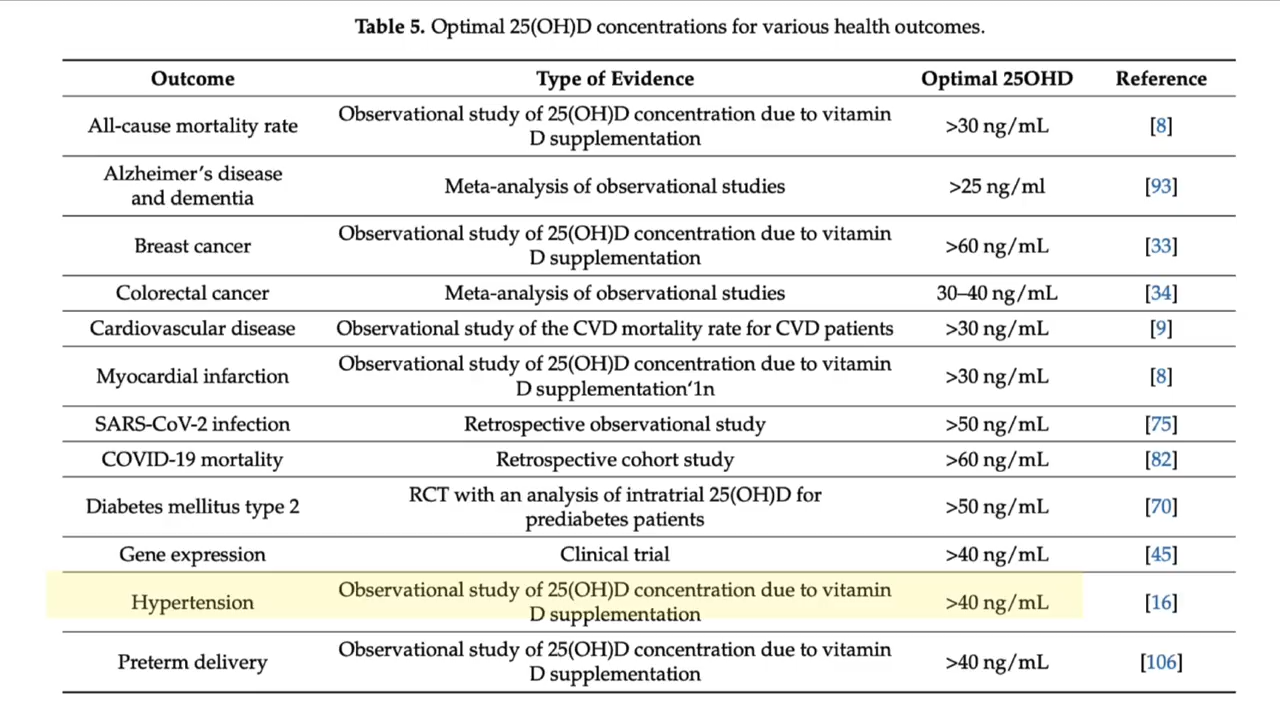 Table 5. Optimal 25(OH)D concentrations for various health outcomes.
Outcome Type of Evidence Optimal 25OHD Reference
All-cause mortality rate Observational study of 25(OH)D concentration due to vitamin D supplementation >30 ng/mL [8]
Alzheimer's disease and dementia Meta-analysis of observational studies >25 ng/ml [93]
Breast cancer Observational study of 25(OH)D concentration due to vitamin D supplementation >60 ng/mL [33]
Colorectal cancer Meta-analysis of observational studies 30–40 ng/mL [34]
Cardiovascular disease Observational study of the CVD mortality rate for CVD patients >30 ng/mL [9]
Myocardial infarction Observational study of 25(OH)D concentration due to vitamin D supplementation‘1n >30 ng/mL [8]
SARS-CoV-2 infection Retrospective observational study >50 ng/mL [75]
COVID-19 mortality Retrospective cohort study >60 ng/mL [82]
Diabetes mellitus type 2 RCT with an analysis of intratrial 25(OH)D for prediabetes patients >50 ng/mL [70]
Gene expression Clinical trial >40 ng/mL [45]
Hypertension Observational study of 25(OH)D concentration due to vitamin D supplementation >40 ng/mL [16]
Preterm delivery Observational study of 25(OH)D concentration due to vitamin D supplementation >40 ng/mL [106]